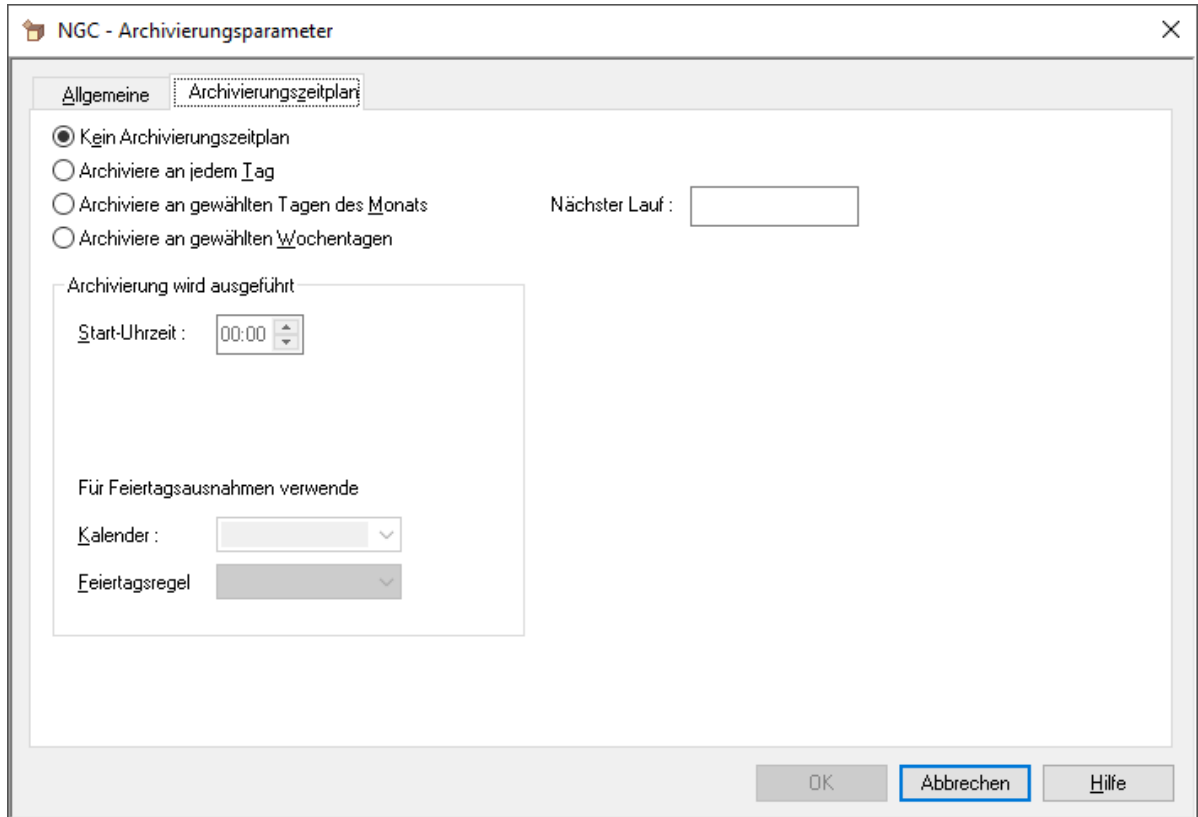 NGC - Archivierungsparameter
Allgemeine Archivierungszeitplan
Kein Archivierungszeitplan
Archiviere an jedem Tag
Archiviere an gewählten Tagen des Monats Nächster Lauf :
Archiviere an gewählten Wochentagen
Archivierung wird ausgeführt
Start-Uhrzeit : 00:00
Für Feiertagsausnahmen verwende
Kalender :
Feiertagsregel
OK Abbrechen Hilfe